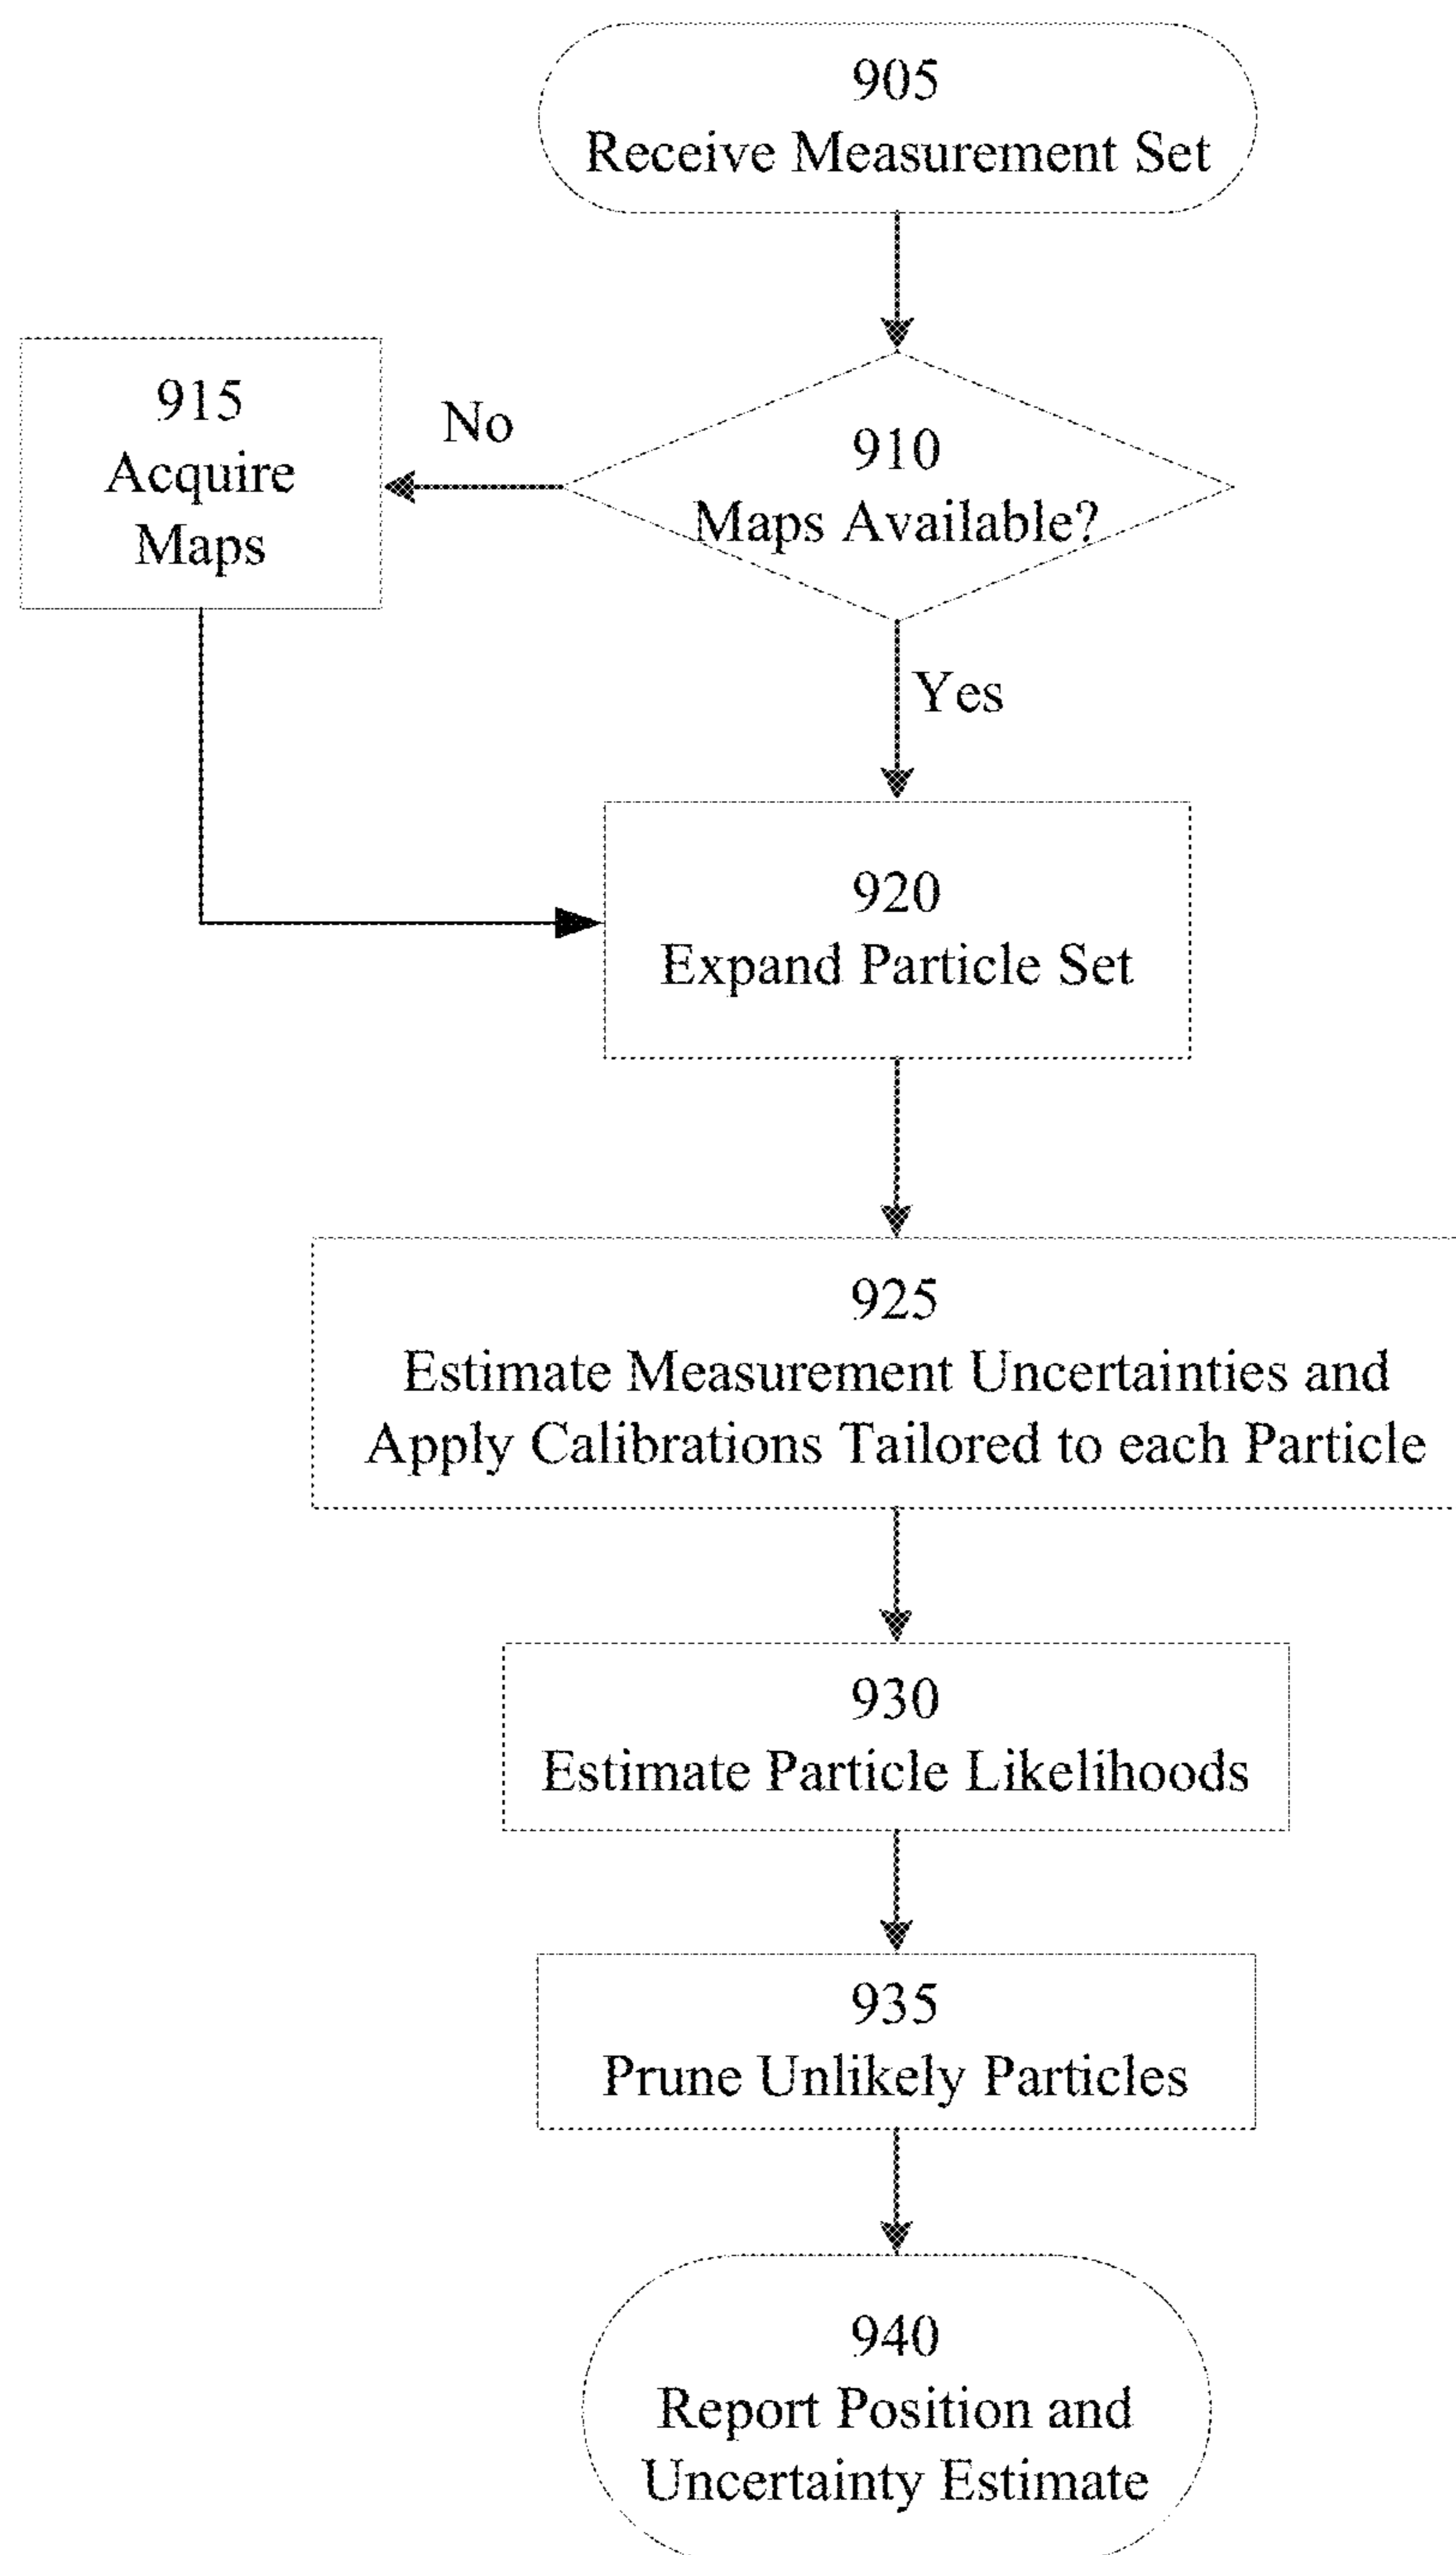 905
Receive Measurement Set
910
Maps Available?
No
915
Acquire
Maps
Yes
920
Expand Particle Set
925
Estimate Measurement Uncertainties and
Apply Calibrations Tailored to each Particle
930
Estimate Particle Likelihoods
935
Prune Unlikely Particles
940
Report Position and
Uncertainty Estimate